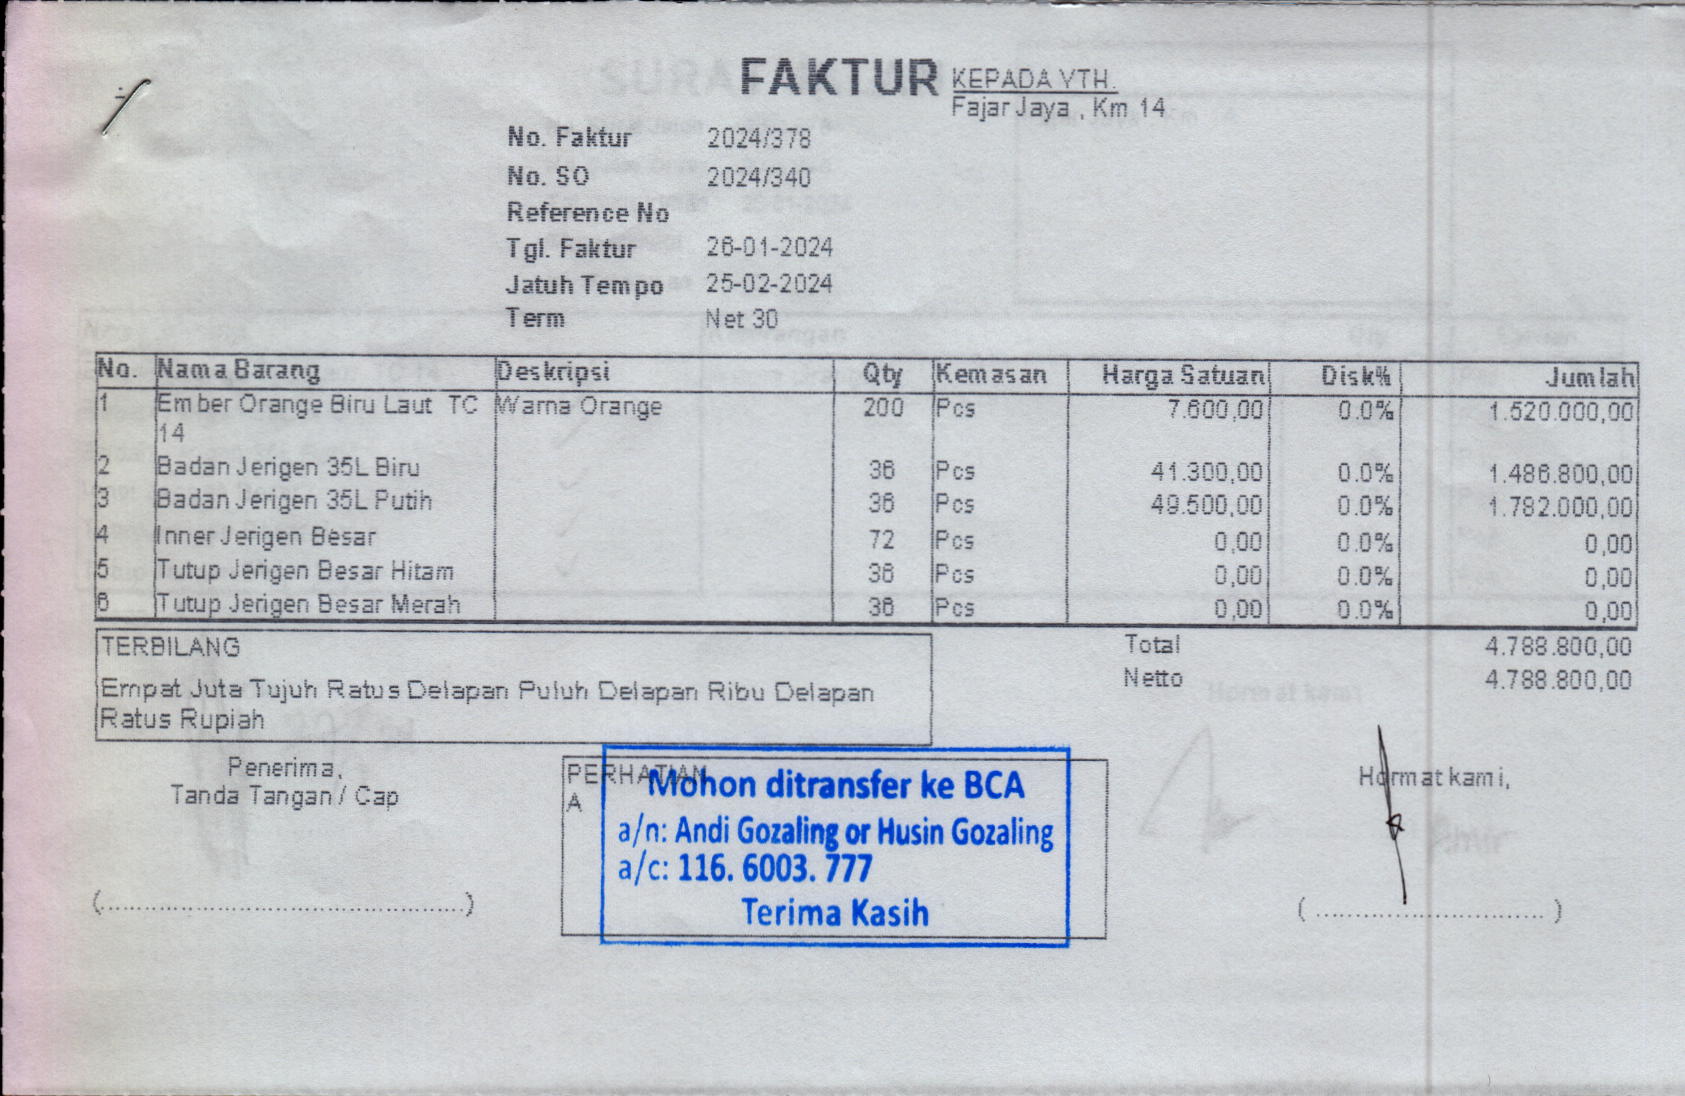 FAKTUR
KEPADA YTH.
Fajar Jaya , Km 14
No. Faktur 2024/378
No. SO 2024/340
Reference No
Tgl. Faktur 26-01-2024
Jatuh Tempo 25-02-2024
Term Net 30
No. Nama Barang Deskripsi Qty Kemasan Harga Satuan Disk% Jumlah
1 Ember Orange Biru Laut TC Warna Orange 200 Pcs 7.600,00 0.0% 1.520.000,00
14
2 Badan Jerigen 35L Biru 36 Pcs 41.300,00 0.0% 1.486.800,00
3 Badan Jerigen 35L Putih 36 Pcs 49.500,00 0.0% 1.782.000,00
4 Inner Jerigen Besar 72 Pcs 0,00 0.0% 0,00
5 Tutup Jerigen Besar Hitam 36 Pcs 0,00 0.0% 0,00
6 Tutup Jerigen Besar Merah 36 Pcs 0,00 0.0% 0,00
TERBILANG
Empat Juta Tujuh Ratus Delapan Puluh Delapan Ribu Delapan
Ratus Rupiah
Total 4.788.800,00
Netto 4.788.800,00
Penerima,
Tanda Tangan / Cap
(................................................)
PERHATIAN
A
Mohon ditransfer ke BCA
a/n: Andi Gozaling or Husin Gozaling
a/c: 116. 6003. 777
Terima Kasih
Hormat kami,
( .............................. )